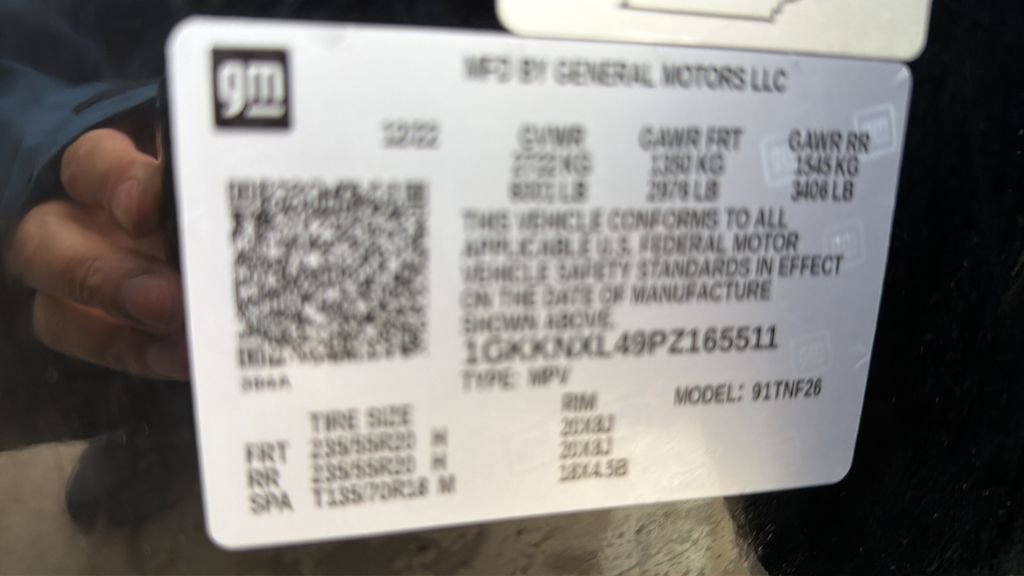 gm
MFD BY GENERAL MOTORS LLC
12/22 GVWR GAWR FRT GAWR RR
2722 KG 1350 KG 1545 KG
6001 LB 2976 LB 3406 LB
THIS VEHICLE CONFORMS TO ALL
APPLICABLE U.S. FEDERAL MOTOR
VEHICLE SAFETY STANDARDS IN EFFECT
ON THE DATE OF MANUFACTURE
SHOWN ABOVE.
1GKKNXL49PZ165511
TYPE: MPV MODEL: 91TNF26
TIRE SIZE RIM
FRT 235/55R20 H 20X8J
RR 235/55R20 H 20X8J
SPA T135/70R18 M 18X4.5B